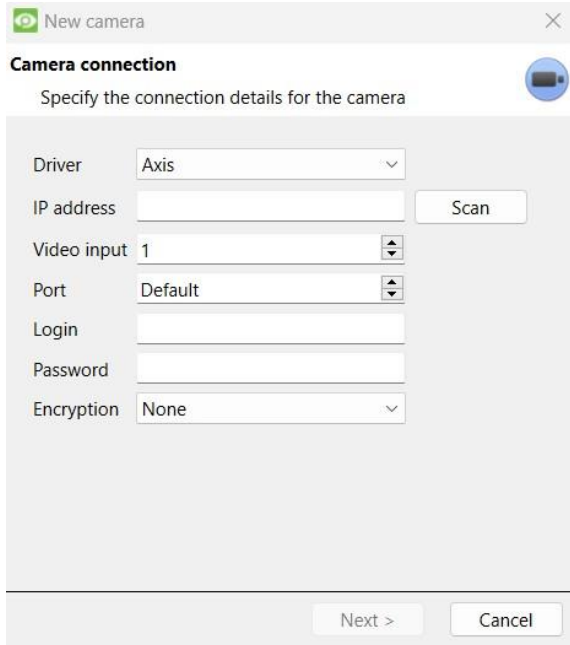 New camera
Camera connection
Specify the connection details for the camera
Driver Axis
IP address Scan
Video input 1
Port Default
Login
Password
Encryption None
Next > Cancel